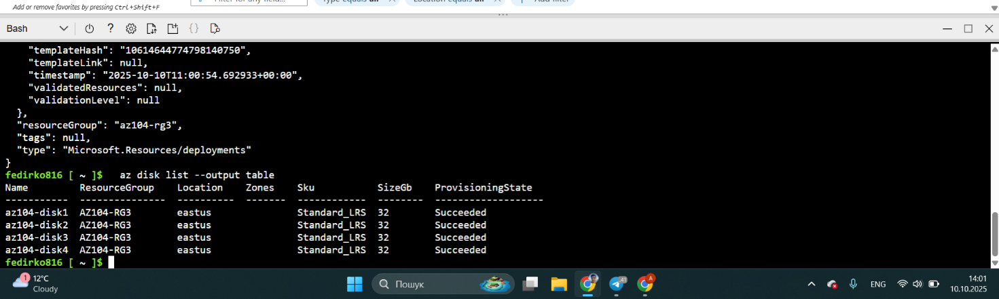 Add or remove favorites by pressing Ctrl+Shift+F
Bash
"templateHash": "10614644774798140750",
"templateLink": null,
"timestamp": "2025-10-10T11:00:54.692933+00:00",
"validatedResources": null,
"validationLevel": null
},
"resourceGroup": "az104-rg3",
"tags": null,
"type": "Microsoft.Resources/deployments"
}
fedirko816 [ ~ ]$ az disk list --output table
Name ResourceGroup Location Zones Sku SizeGb ProvisioningState
----------- --------------- ---------- ------- ------------ -------- -------------------
az104-disk1 AZ104-RG3 eastus Standard_LRS 32 Succeeded
az104-disk2 AZ104-RG3 eastus Standard_LRS 32 Succeeded
az104-disk3 AZ104-RG3 eastus Standard_LRS 32 Succeeded
az104-disk4 AZ104-RG3 eastus Standard_LRS 32 Succeeded
fedirko816 [ ~ ]$
1
12°C
Cloudy
Пошук
41
A
ENG
14:01
10.10.2025